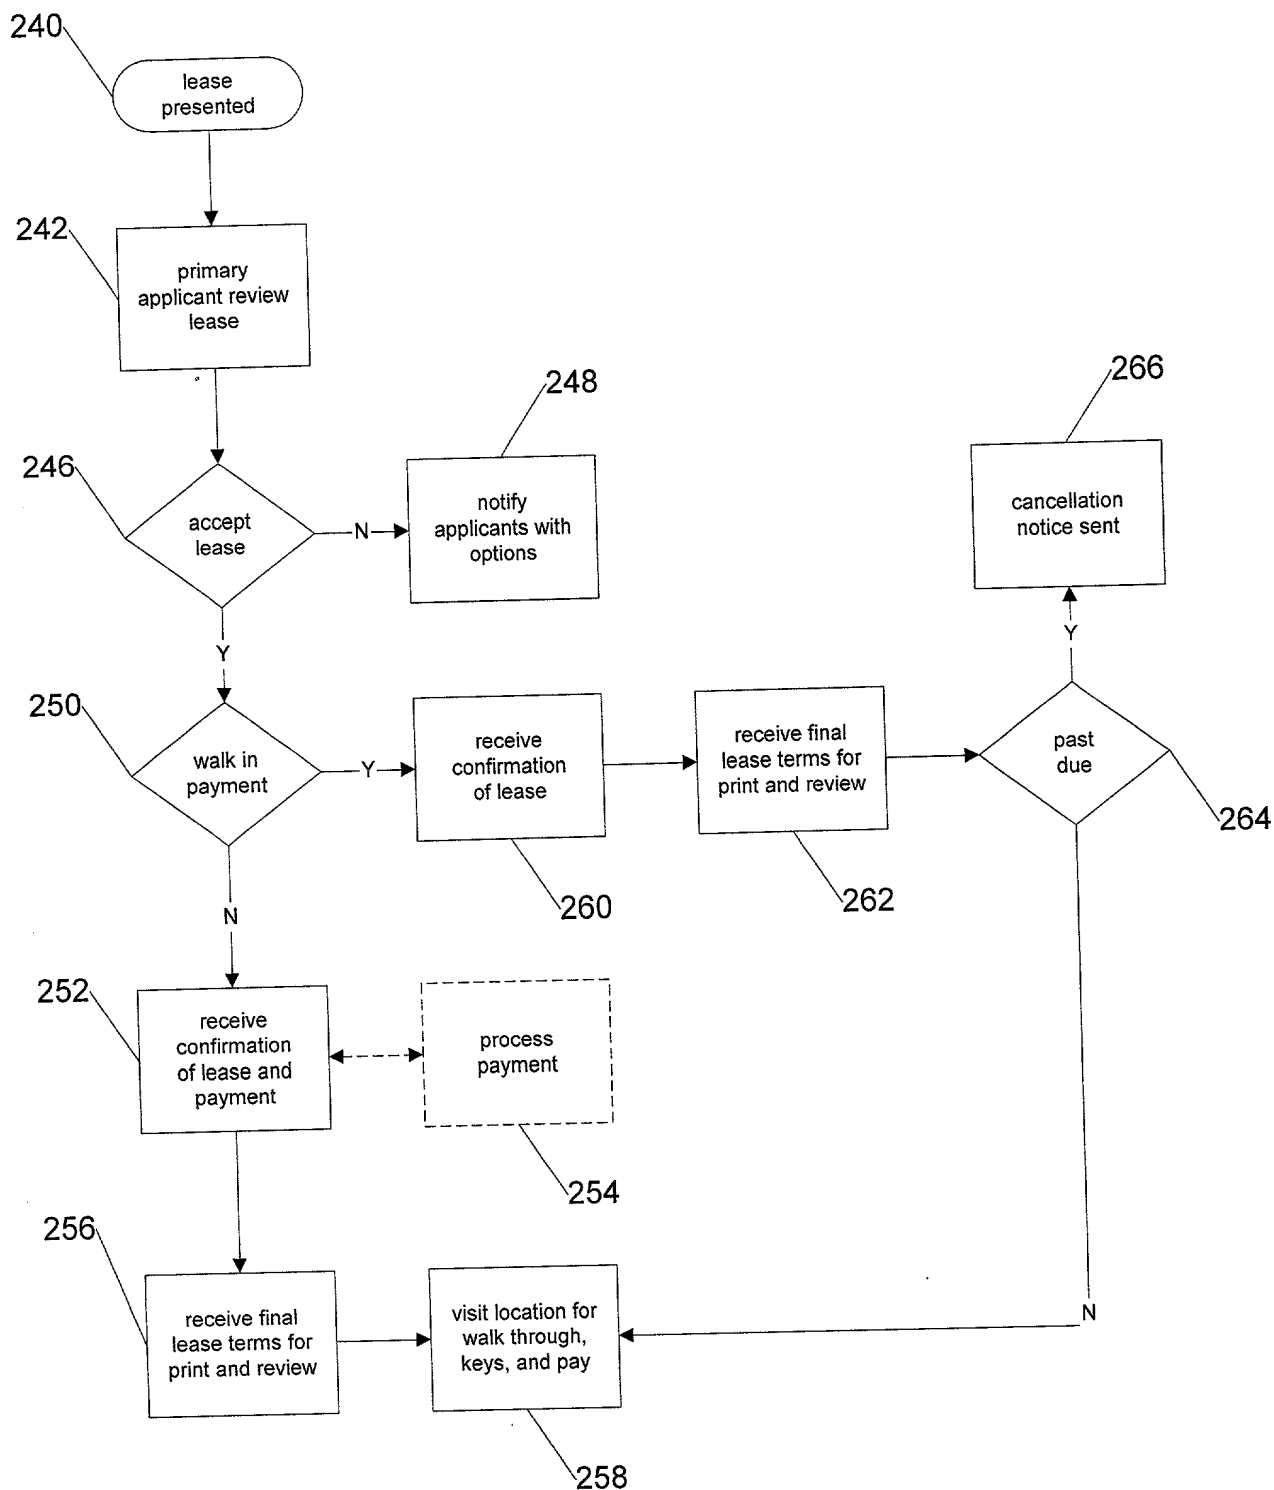 240
lease
presented
242
primary
applicant review
lease
248
266
246
accept
lease
N
notify
applicants with
options
cancellation
notice sent
Y
Y
250
walk in
payment
Y
receive
confirmation
of lease
receive final
lease terms for
print and review
past
due
264
260
262
N
252
receive
confirmation
of lease and
payment
process
payment
254
256
receive final
lease terms for
print and review
visit location for
walk through,
keys, and pay
N
258